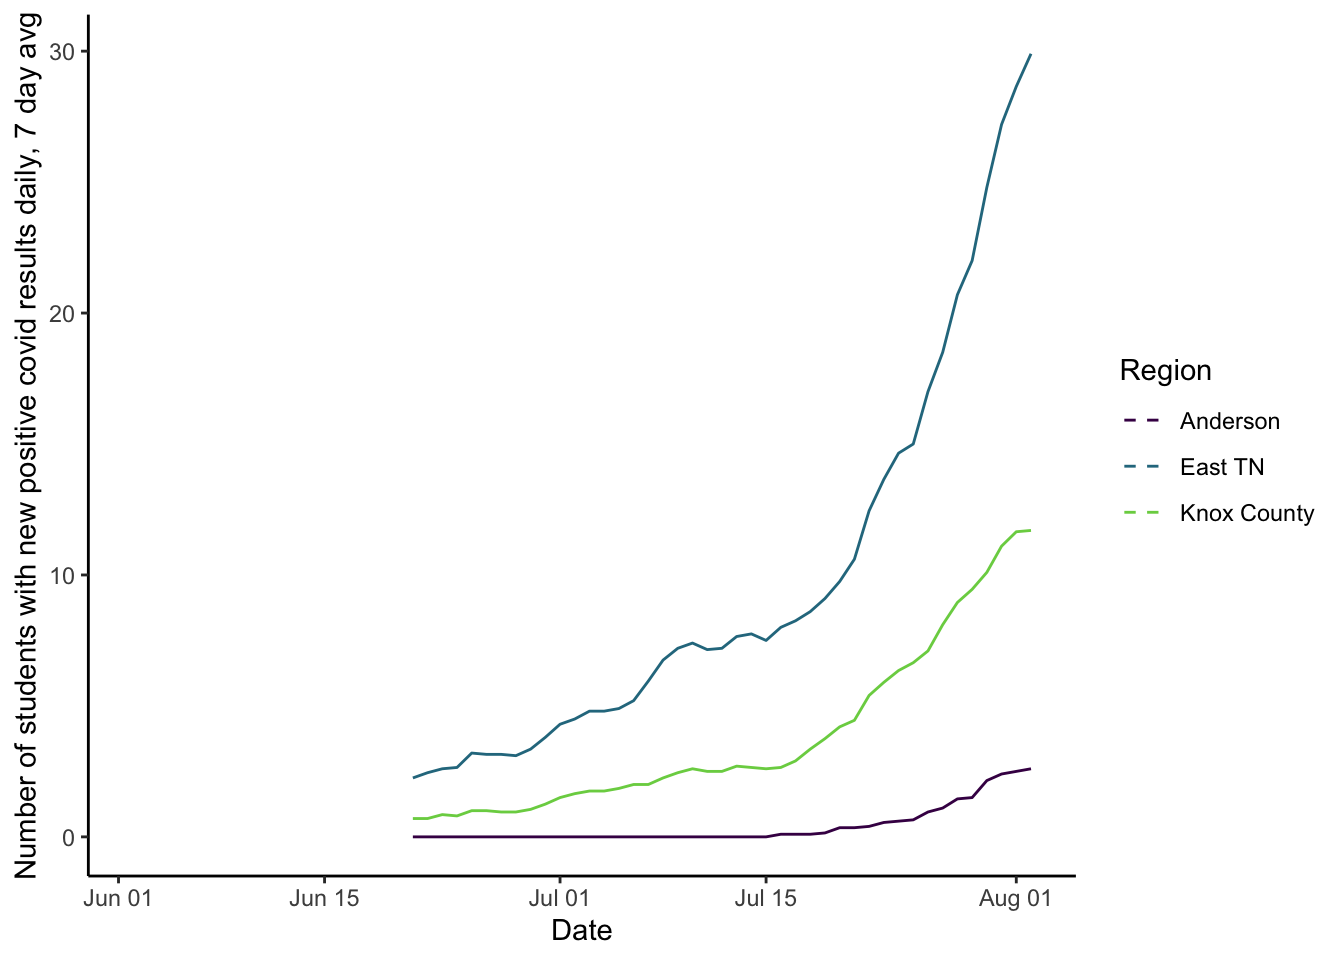 Number of students with new positive covid results daily, 7 day avg
30
20
10
0
Jun 01
Jun 15
Jul 01
Jul 15
Aug 01
Date
Region
Anderson
East TN
Knox County